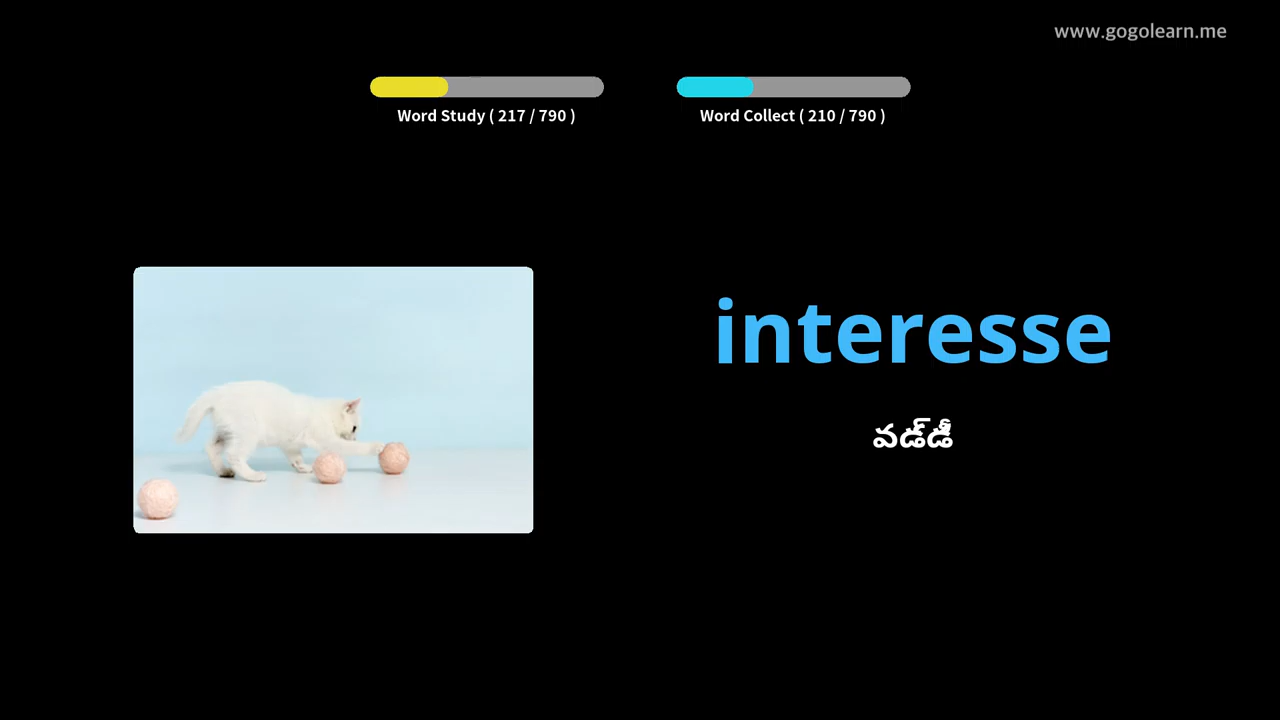 www.gogolearn.me
Word Study ( 217 / 790 )
Word Collect ( 210 / 790 )
interesse
వడ్డీ